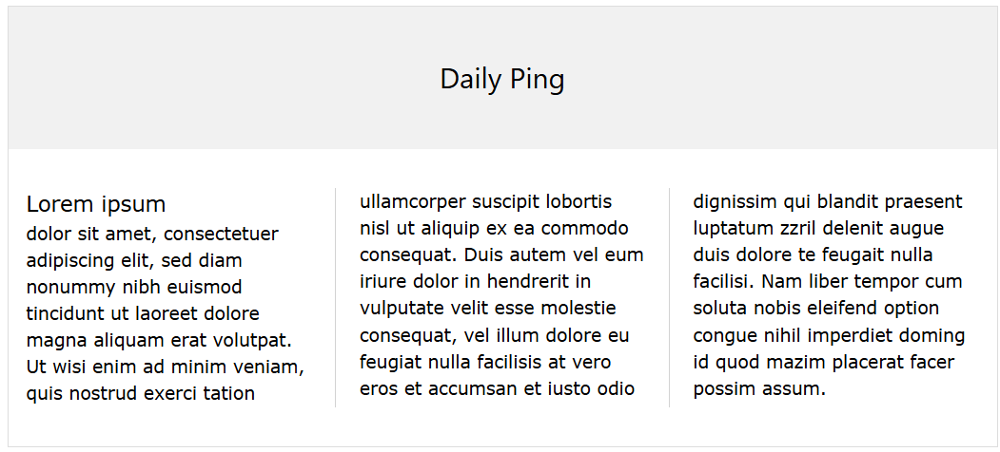 Daily Ping
Lorem ipsum
dolor sit amet, consectetuer
adipiscing elit, sed diam
nonummy nibh euismod
tincidunt ut laoreet dolore
magna aliquam erat volutpat.
Ut wisi enim ad minim veniam,
quis nostrud exerci tation
ullamcorper suscipit lobortis
nisl ut aliquip ex ea commodo
consequat. Duis autem vel eum
iriure dolor in hendrerit in
vulputate velit esse molestie
consequat, vel illum dolore eu
feugiat nulla facilisis at vero
eros et accumsan et iusto odio
dignissim qui blandit praesent
luptatum zzril delenit augue
duis dolore te feugait nulla
facilisi. Nam liber tempor cum
soluta nobis eleifend option
congue nihil imperdiet doming
id quod mazim placerat facer
possim assum.